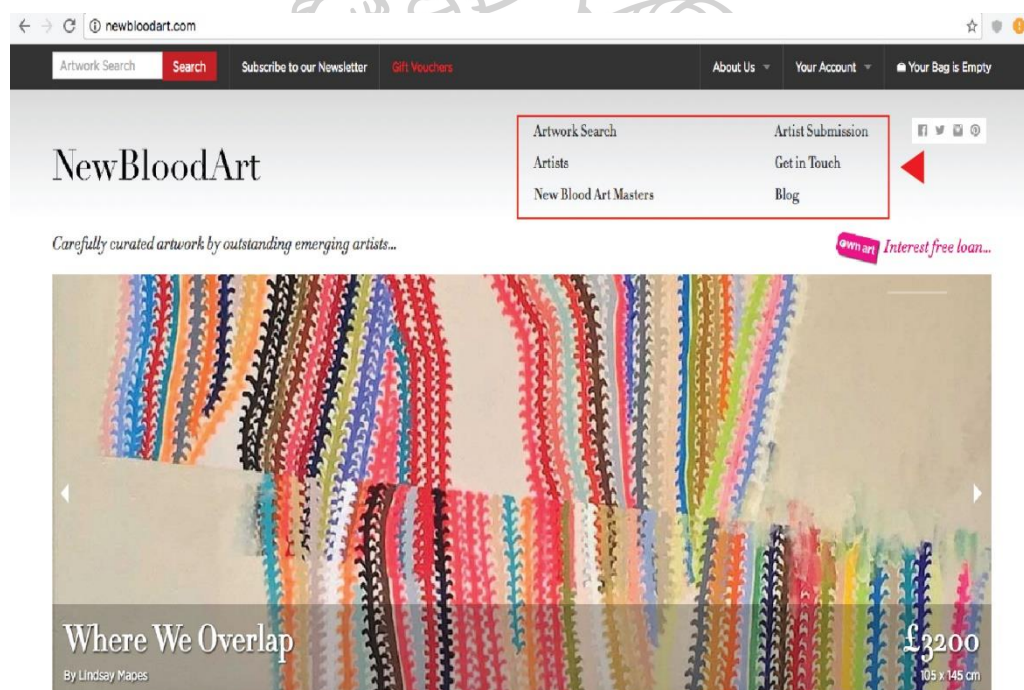 newbloodart.com
Artwork Search Search Subscribe to our Newsletter Gift Vouchers About Us Your Account Your Bag is Empty
Artwork Search Artist Submission
Artists Get in Touch
New Blood Art Masters Blog
NewBloodArt
Carefully curated artwork by outstanding emerging artists...
own art Interest free loan...
Where We Overlap £3200
By Lindsay Mapes 105 x 145 cm